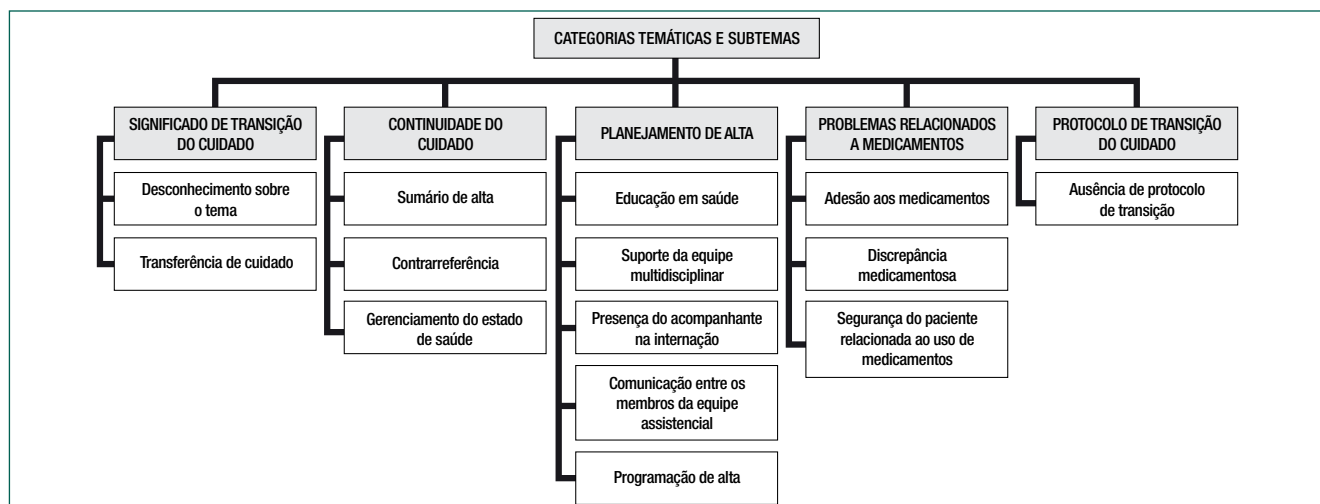 CATEGORIAS TEMÁTICAS E SUBTEMAS
SIGNIFICADO DE TRANSIÇÃO
DO CUIDADO
Desconhecimento sobre
o tema
Transferência de cuidado
CONTINUIDADE DO
CUIDADO
Sumário de alta
Contrarreferência
Gerenciamento do estado
de saúde
PLANEJAMENTO DE ALTA
Educação em saúde
Suporte da equipe
multidisciplinar
Presença do acompanhante
na internação
Comunicação entre os
membros da equipe
assistencial
Programação de alta
PROBLEMAS RELACIONADOS
A MEDICAMENTOS
Adesão aos medicamentos
Discrepância
medicamentosa
Segurança do paciente
relacionada ao uso de
medicamentos
PROTOCOLO DE TRANSIÇÃO
DO CUIDADO
Ausência de protocolo
de transição